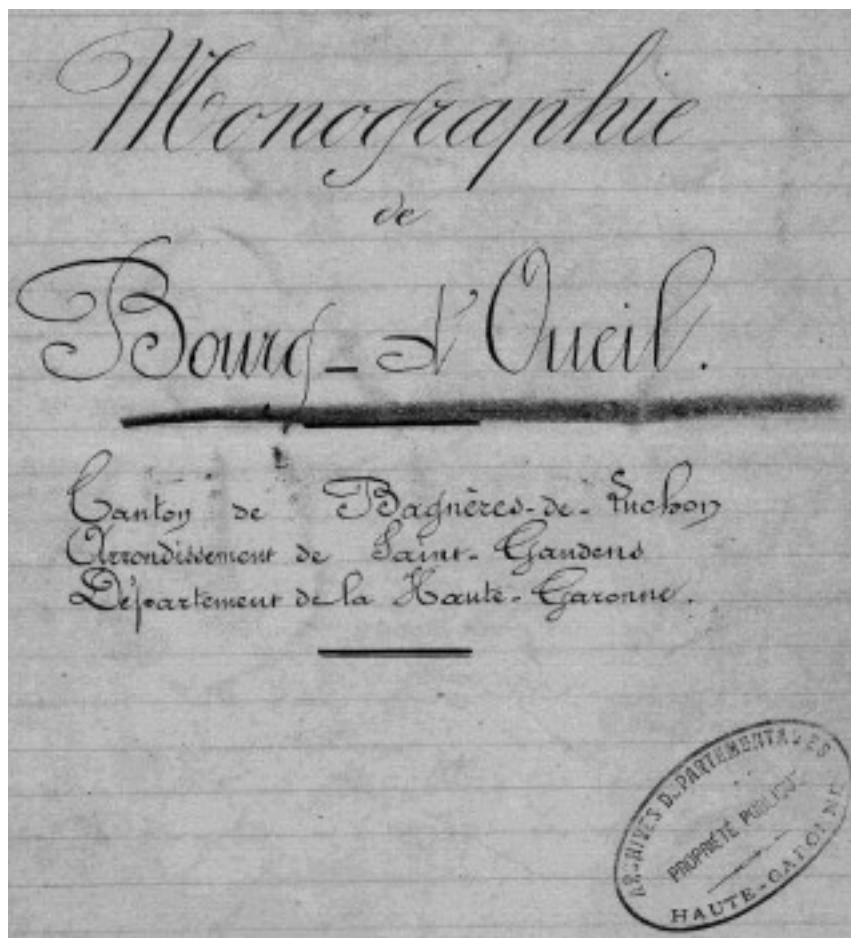 Monographie
de
Bourg-d'Oueil.
Canton de Bagnères-de-Luchon
Arrondissement de Saint-Gaudens
Département de la Haute-Garonne.
ARCHIVES DÉPARTEMENTALES
PROPRIÉTÉ PUBLIQUE
HAUTE-GARONNE